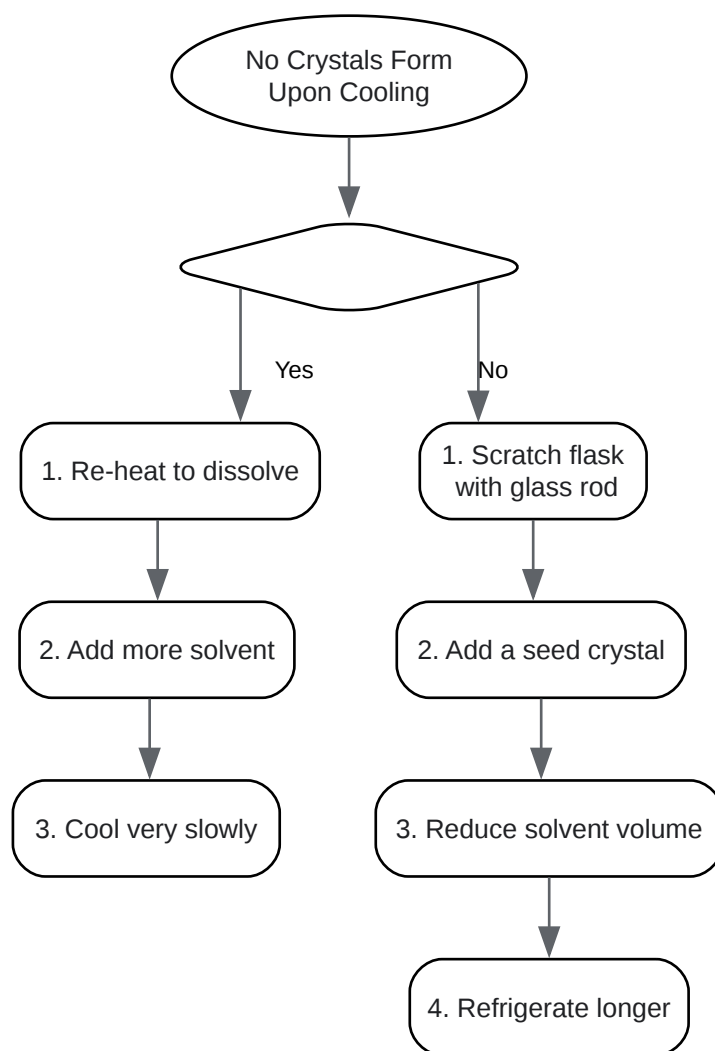 No Crystals Form
Upon Cooling
Yes
No
1. Re-heat to dissolve
1. Scratch flask
with glass rod
2. Add more solvent
2. Add a seed crystal
3. Cool very slowly
3. Reduce solvent volume
4. Refrigerate longer